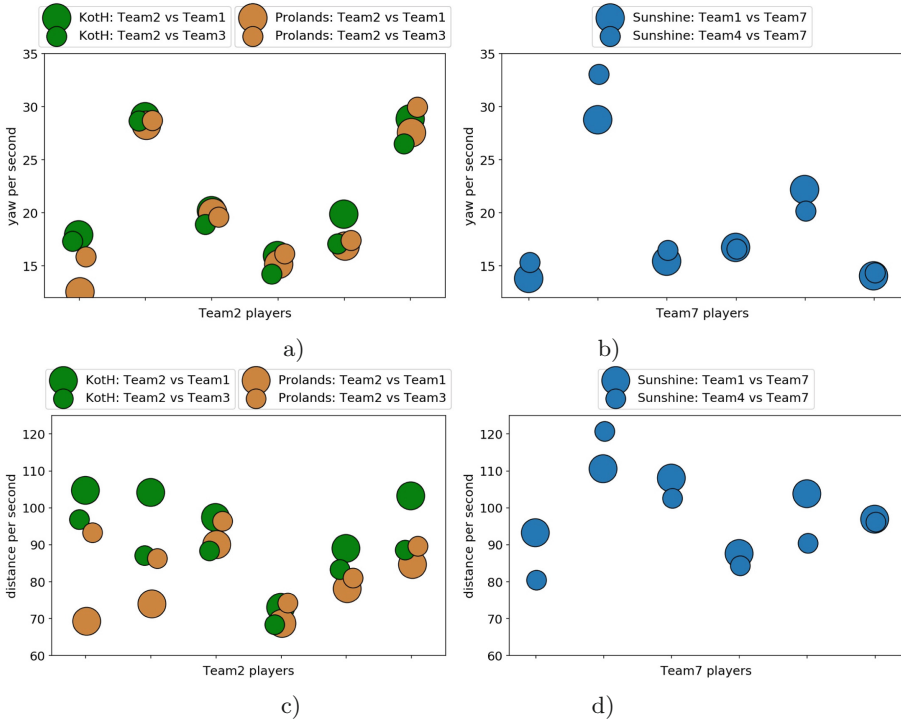 KotH: Team2 vs Team1
KotH: Team2 vs Team3
Prolands: Team2 vs Team1
Prolands: Team2 vs Team3
35
30
25
20
15
yaw per second
Team2 players
a)
Sunshine: Team1 vs Team7
Sunshine: Team4 vs Team7
35
30
25
20
15
yaw per second
Team7 players
b)
KotH: Team2 vs Team1
KotH: Team2 vs Team3
Prolands: Team2 vs Team1
Prolands: Team2 vs Team3
120
110
100
90
80
70
60
distance per second
Team2 players
c)
Sunshine: Team1 vs Team7
Sunshine: Team4 vs Team7
120
110
100
90
80
70
60
distance per second
Team7 players
d)